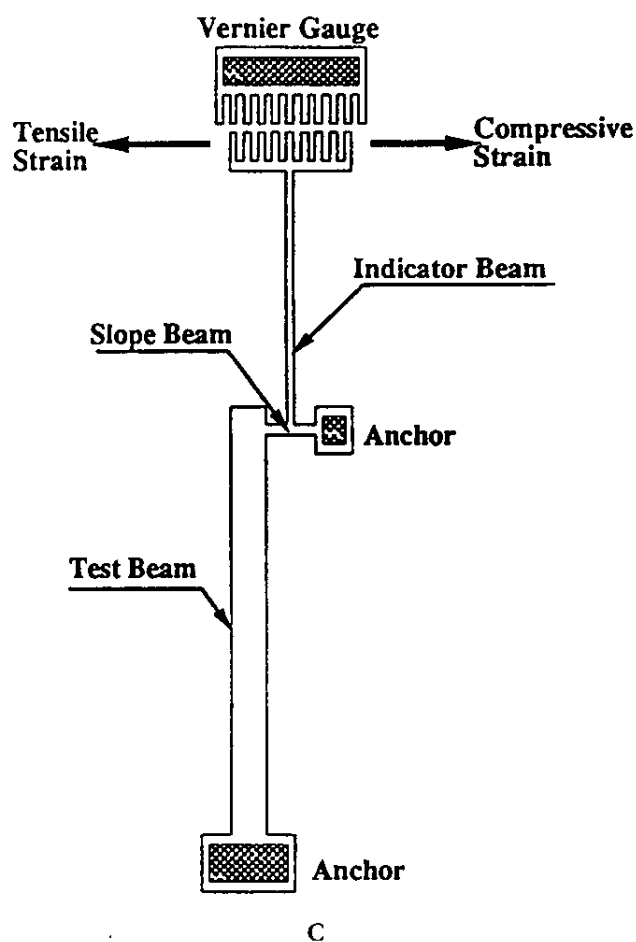 Vernier Gauge
Tensile
Strain
Compressive
Strain
Indicator Beam
Slope Beam
Anchor
Test Beam
Anchor
C